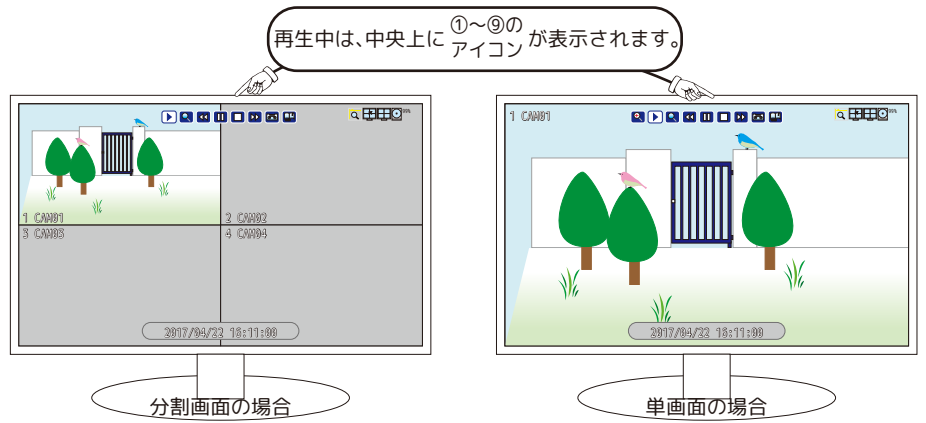 再生中は、中央上に ①～⑨のアイコン が表示されます。
1 CAM01
2 CAM02
3 CAM03
4 CAM04
2017/04/22 16:11:00
分割画面の場合
1 CAM01
2017/04/22 16:11:00
単画面の場合